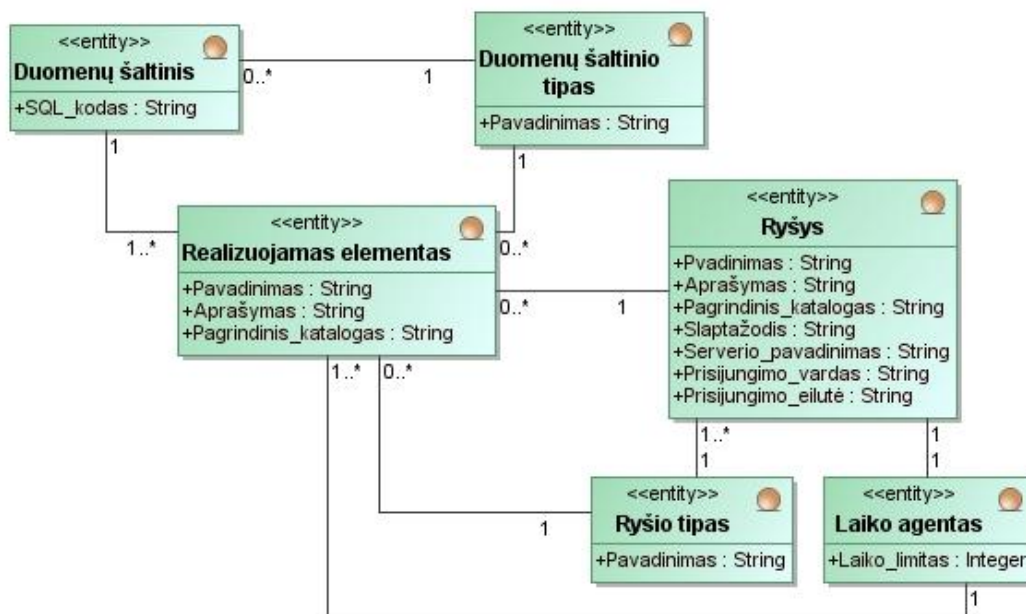 <<entity>>
Duomenų šaltinis
+SQL_kodas : String
<<entity>>
Duomenų šaltinio
tipas
+Pavadinimas : String
0..*
1
1
1
1..*
0..*
<<entity>>
Realizuojamas elementas
+Pavadinimas : String
+Aprašymas : String
+Pagrindinis_katalogas : String
<<entity>>
Ryšys
+Pvadinimas : String
+Aprašymas : String
+Pagrindinis_katalogas : String
+Slaptažodis : String
+Serverio_pavadinimas : String
+Prisijungimo_vardas : String
+Prisijungimo_eilutė : String
0..*
1
1..*
0..*
1..*
1
1
1
<<entity>>
Ryšio tipas
+Pavadinimas : String
<<entity>>
Laiko agentas
+Laiko_limitas : Integer
1
1